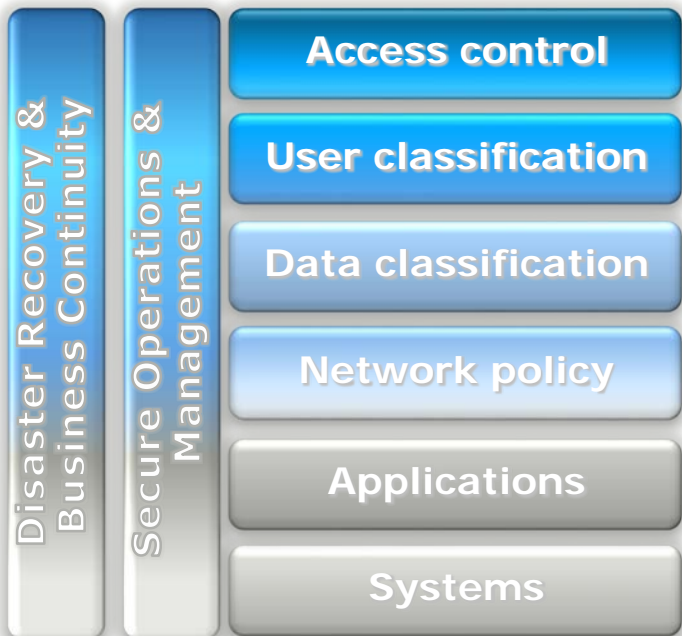 Disaster Recovery &
Business Continuity
Secure Operations &
Management
Access control
User classification
Data classification
Network policy
Applications
Systems